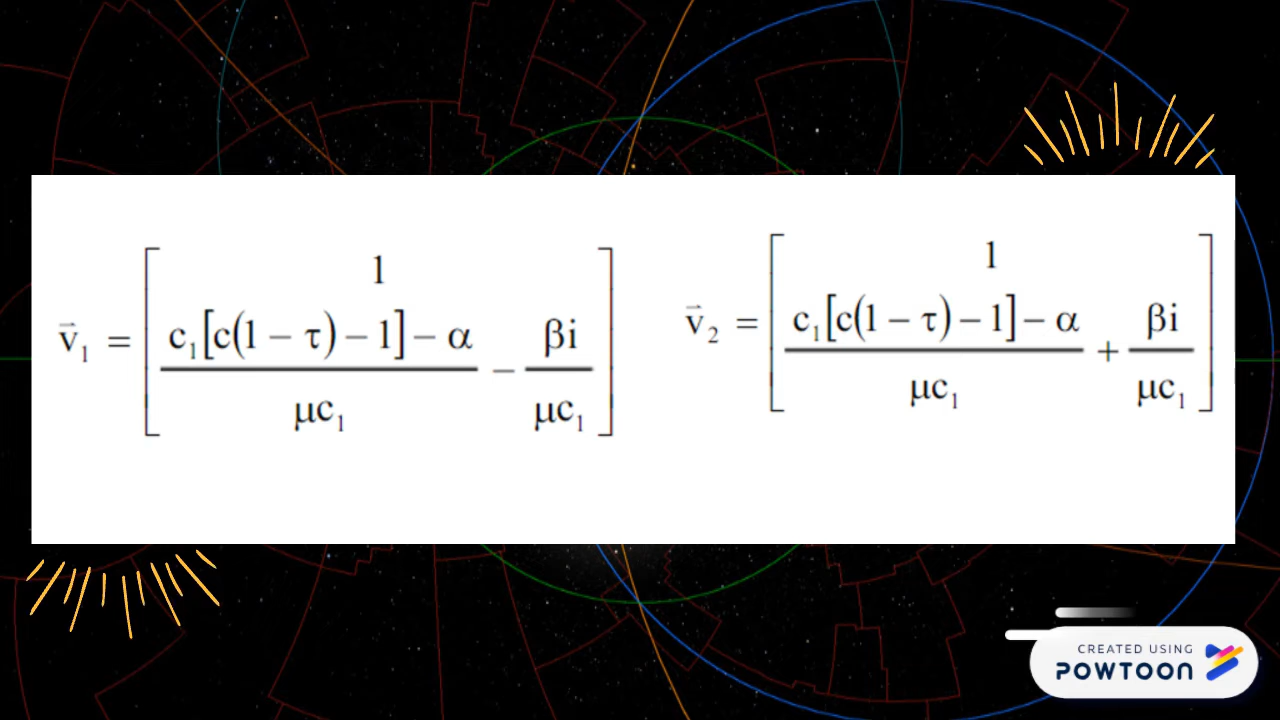 v⃗₁ = [ 1 ; (c₁[c(1 − τ) − 1] − α)/(μc₁) − βi/(μc₁) ]
v⃗₂ = [ 1 ; (c₁[c(1 − τ) − 1] − α)/(μc₁) + βi/(μc₁) ]
CREATED USING
POWTOON